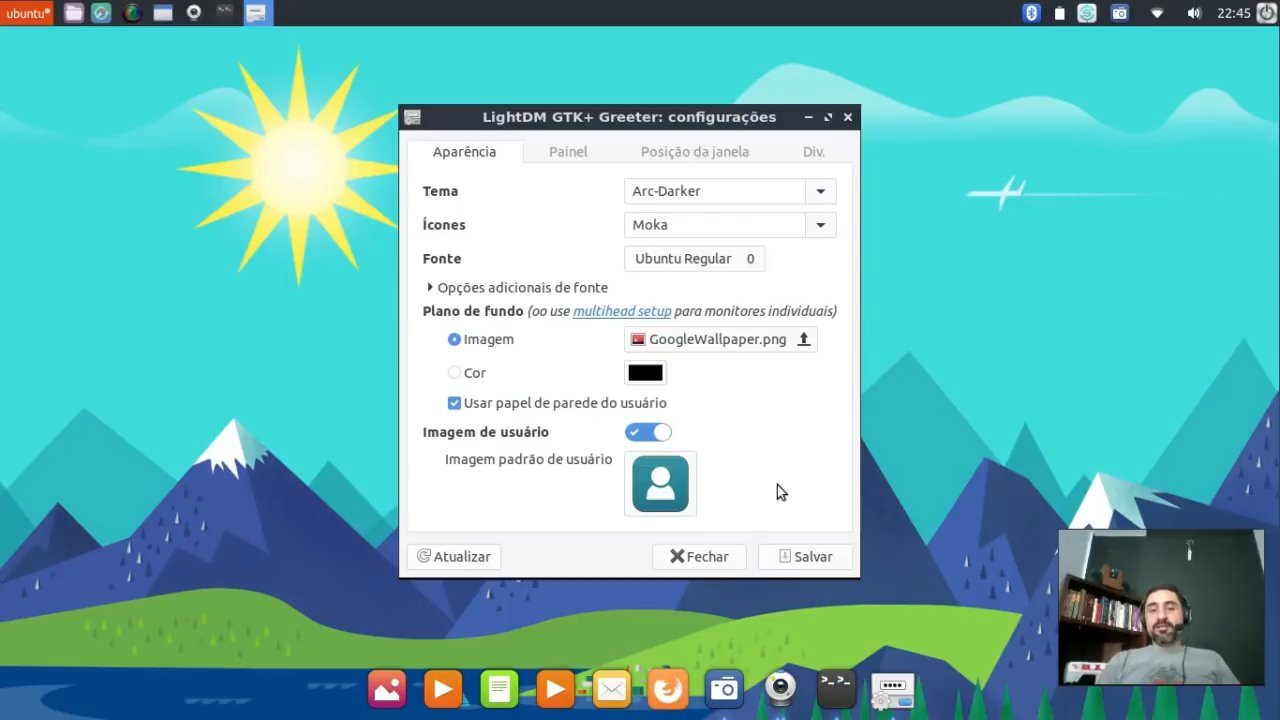 ubuntu
22:45
LightDM GTK+ Greeter: configurações
Aparência Painel Posição da janela Div.
Tema Arc-Darker
Ícones Moka
Fonte Ubuntu Regular 0
Opções adicionais de fonte
Plano de fundo (oo use multihead setup para monitores individuais)
Imagem GoogleWallpaper.png
Cor
Usar papel de parede do usuário
Imagem de usuário
Imagem padrão de usuário
Atualizar Fechar Salvar